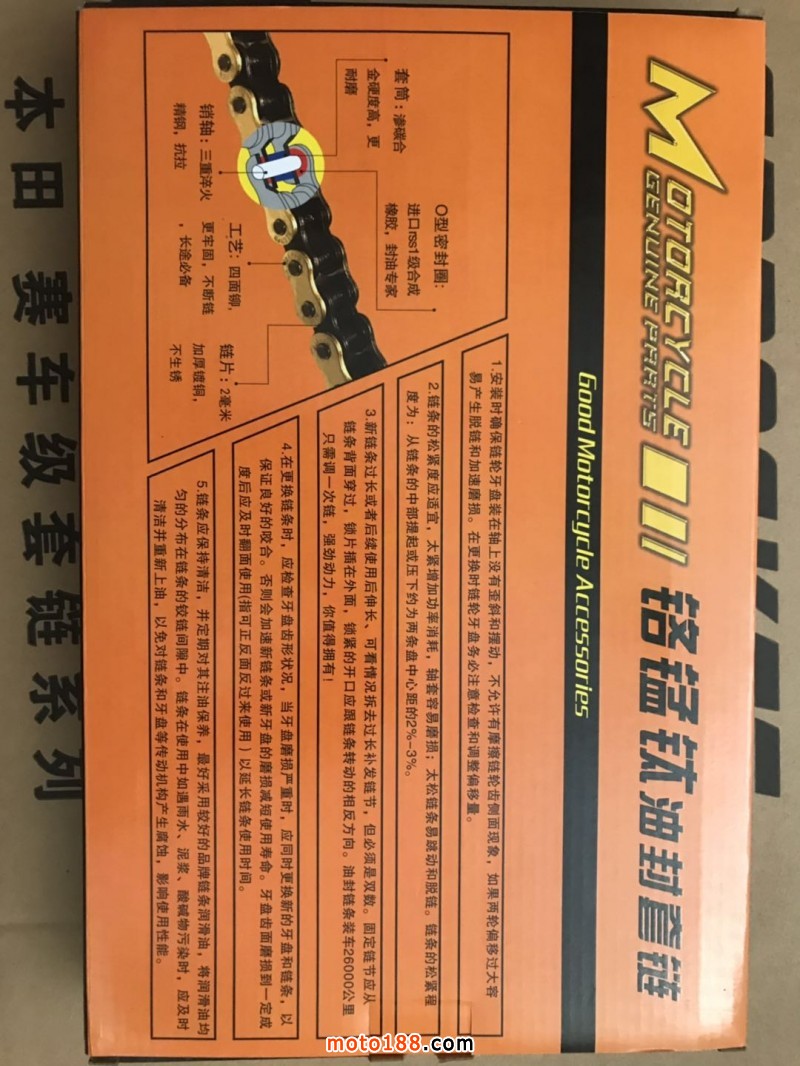 MOTORCYCLE
GENUINE PARTS
铬锰钛油封套链
Good Motorcycle Accessories
套筒：渗碳合
金硬度高，更
耐磨
O型密封圈：
进口rss1级合成
橡胶，封油专家
销轴：三重淬火
精钢，抗拉
工艺：四面铆，
更牢固，不断链
，长途必备
链片：2毫米
加厚镀铜，
不生锈
1.安装时确保链轮牙盘装在轴上没有歪斜和摆动，不允许有摩擦链轮齿侧面现象，如果两轮偏移过大容
易产生脱链和加速磨损。在更换时链轮牙盘务必注意检查和调整偏移量。
2.链条的松紧度应适宜，太紧增加功率消耗，轴套容易磨损；太松链条易跳动和脱链。链条的松紧程
度为：从链条的中部提起或压下约为两条盘中心距的2%-3%。
3.新链条过长或者后续使用后伸长、可看情况拆去过长补发链节，但必须是双数。固定链节应从
链条背面穿过，锁片插在外面，锁紧的开口应跟链条转动的相反方向。油封链条装车26000公里
只需调一次链，强劲动力，你值得拥有！
4.在更换链条时，应检查牙盘齿形状况，当牙盘磨损严重时，应同时更换新的牙盘和链条，以
保证良好的咬合。否则会加速新链条或新牙盘的磨损减短使用寿命。牙盘齿面磨损到一定成
度后应及时翻面使用(指可正反面反过来使用）以延长链条使用时间。
5.链条应保持清洁，并定期对其注油保养，最好采用较好的品牌链条润滑油，将润滑油均
匀的分布在链条的铰链间隙中。链条在使用中如遇雨水、泥浆、酸碱物污染时，应及时
清洁并重新上油，以免对链条和牙盘等传动机构产生腐蚀，影响使用性能。
本田 赛车级套链系列
moto188.com